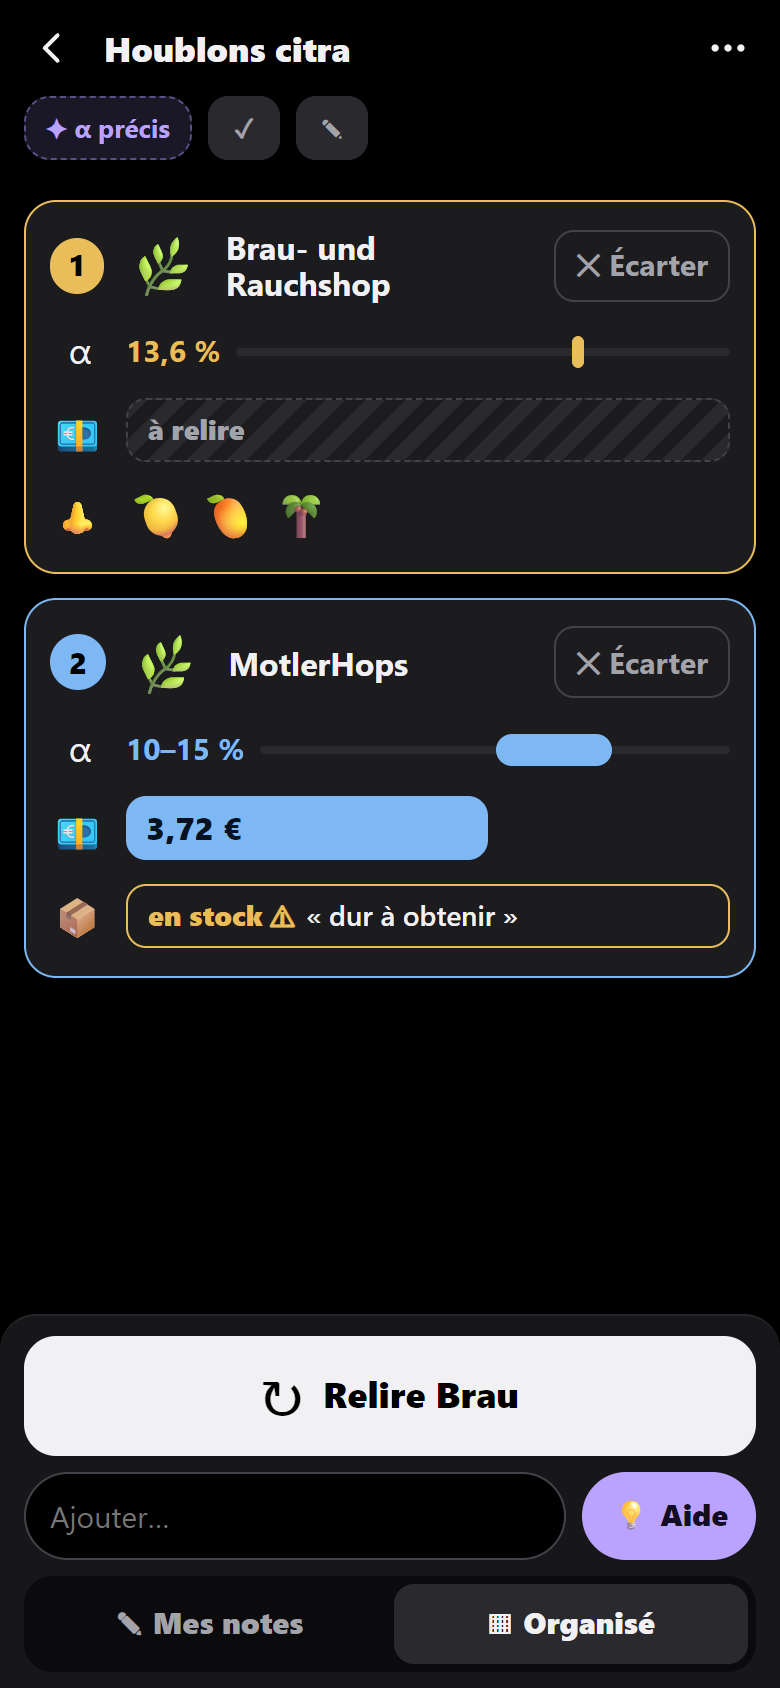 Houblons citra
✦ α précis
1
Brau- und
Rauchshop
Écarter
α
13,6 %
à relire
2
MotlerHops
Écarter
α
10–15 %
3,72 €
en stock ⚠ « dur à obtenir »
Relire Brau
Ajouter...
Aide
Mes notes
Organisé